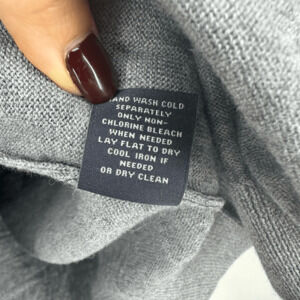 HAND WASH COLD
SEPARATELY
ONLY NON-
CHLORINE BLEACH
WHEN NEEDED
LAY FLAT TO DRY
COOL IRON IF
NEEDED
OR DRY CLEAN